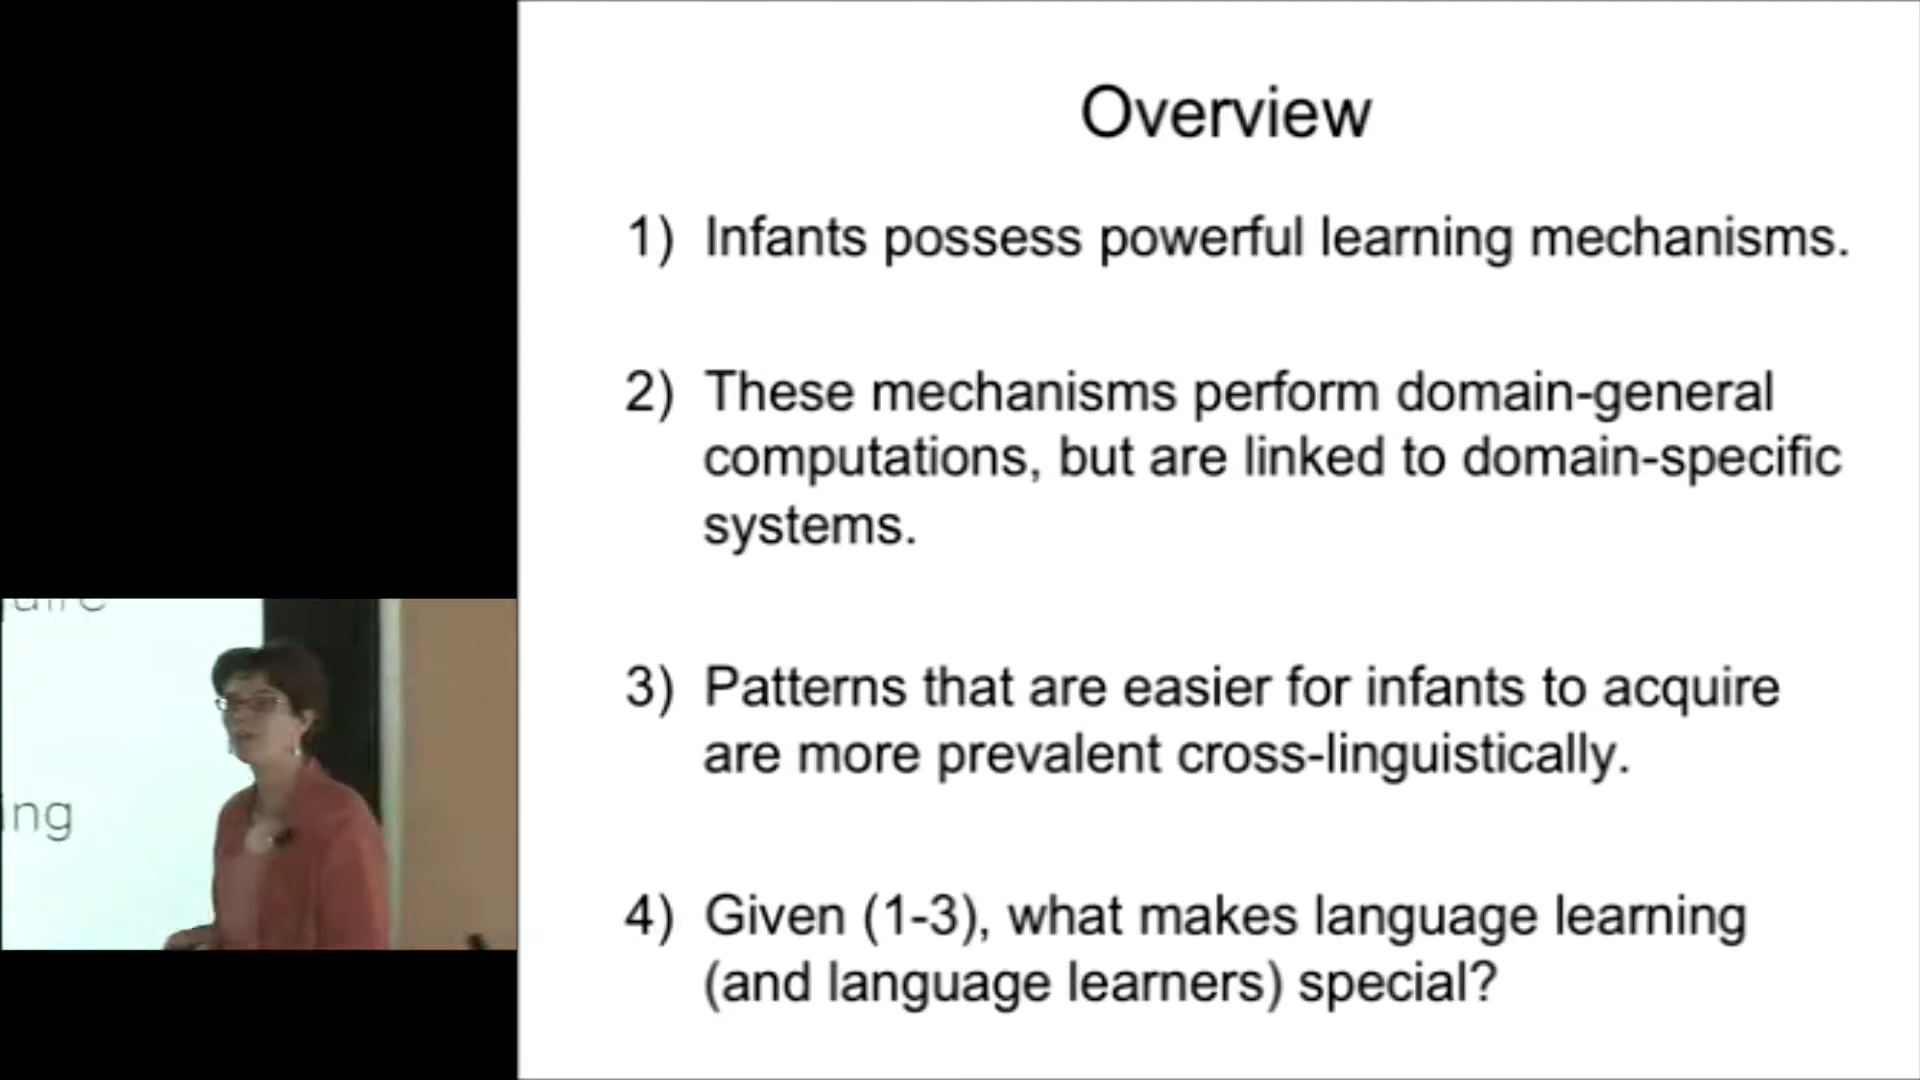 Overview
1) Infants possess powerful learning mechanisms.
2) These mechanisms perform domain-general
computations, but are linked to domain-specific
systems.
3) Patterns that are easier for infants to acquire
are more prevalent cross-linguistically.
4) Given (1-3), what makes language learning
(and language learners) special?
ing